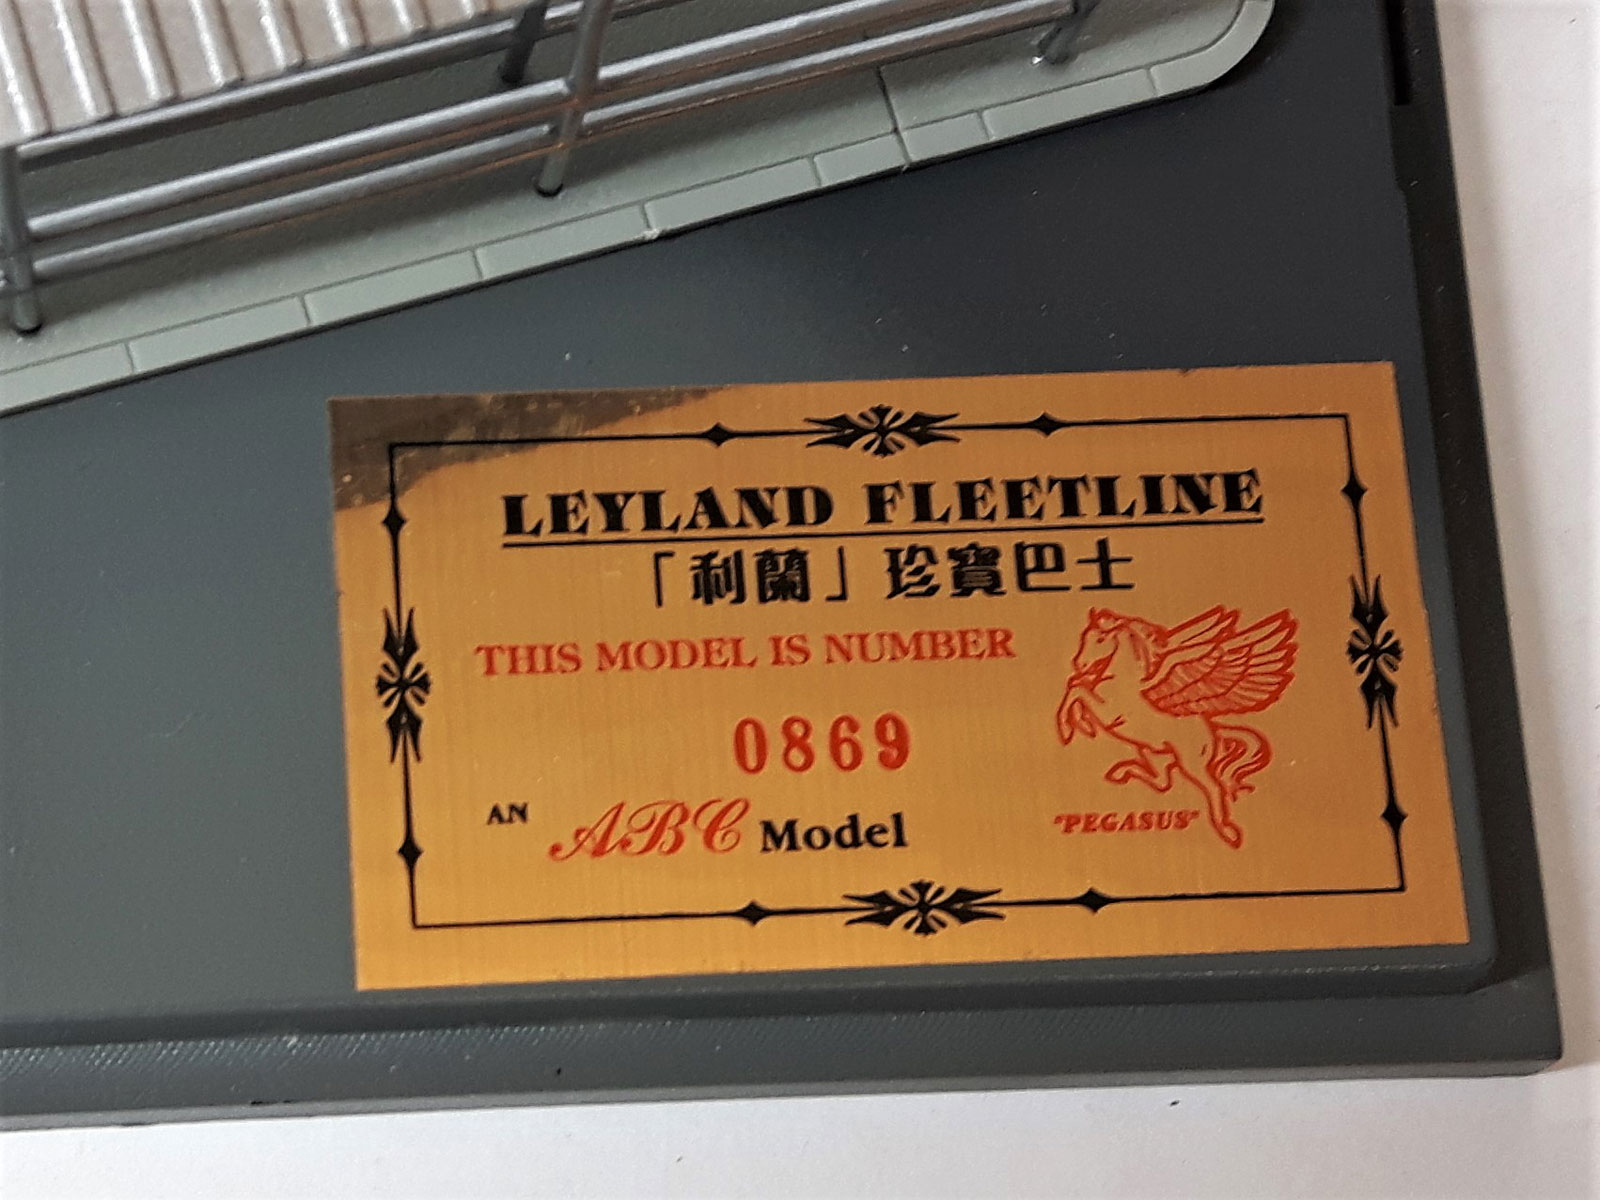 LEYLAND FLEETLINE
「利蘭」珍寶巴士
THIS MODEL IS NUMBER
0869
AN ABC Model
"PEGASUS"